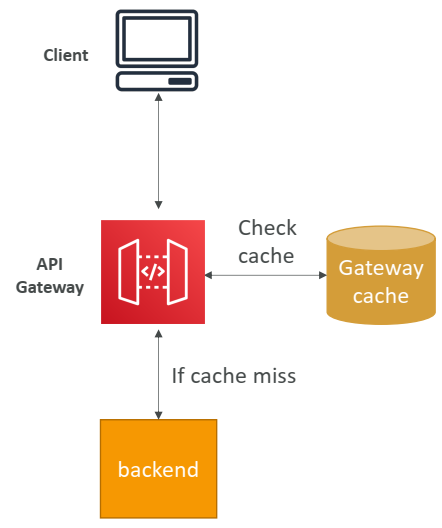 Client
API
Gateway
</>
Check
cache
Gateway
cache
If cache miss
backend